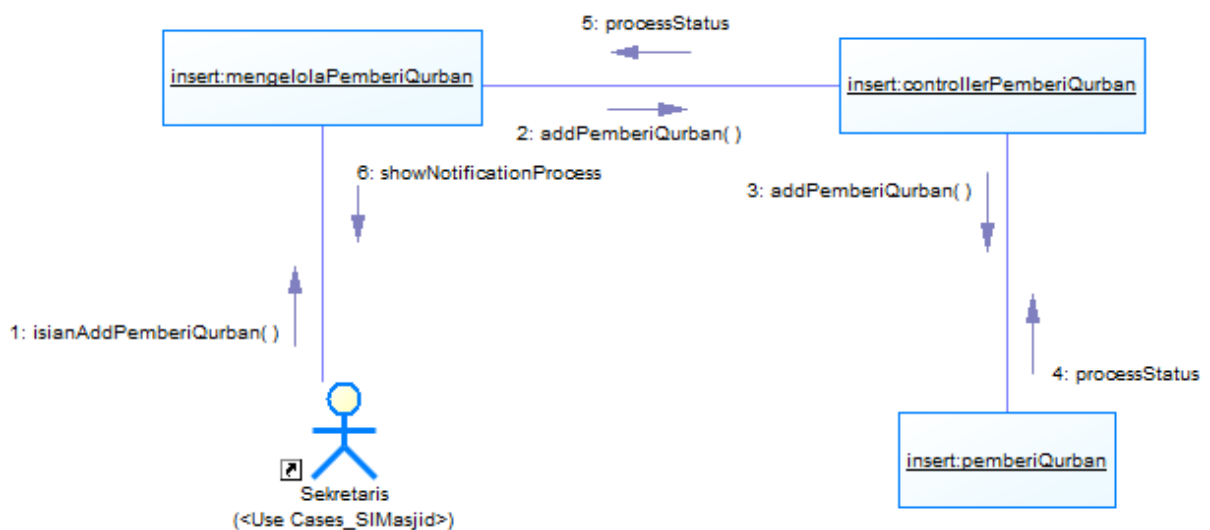 5: processStatus
insert:mengelolaPemberiQurban
insert:controllerPemberiQurban
2: addPemberiQurban( )
6: showNotificationProcess
3: addPemberiQurban( )
1: isianAddPemberiQurban( )
4: processStatus
insert:pemberiQurban
Sekretaris
(<Use Cases_SIMasjid>)